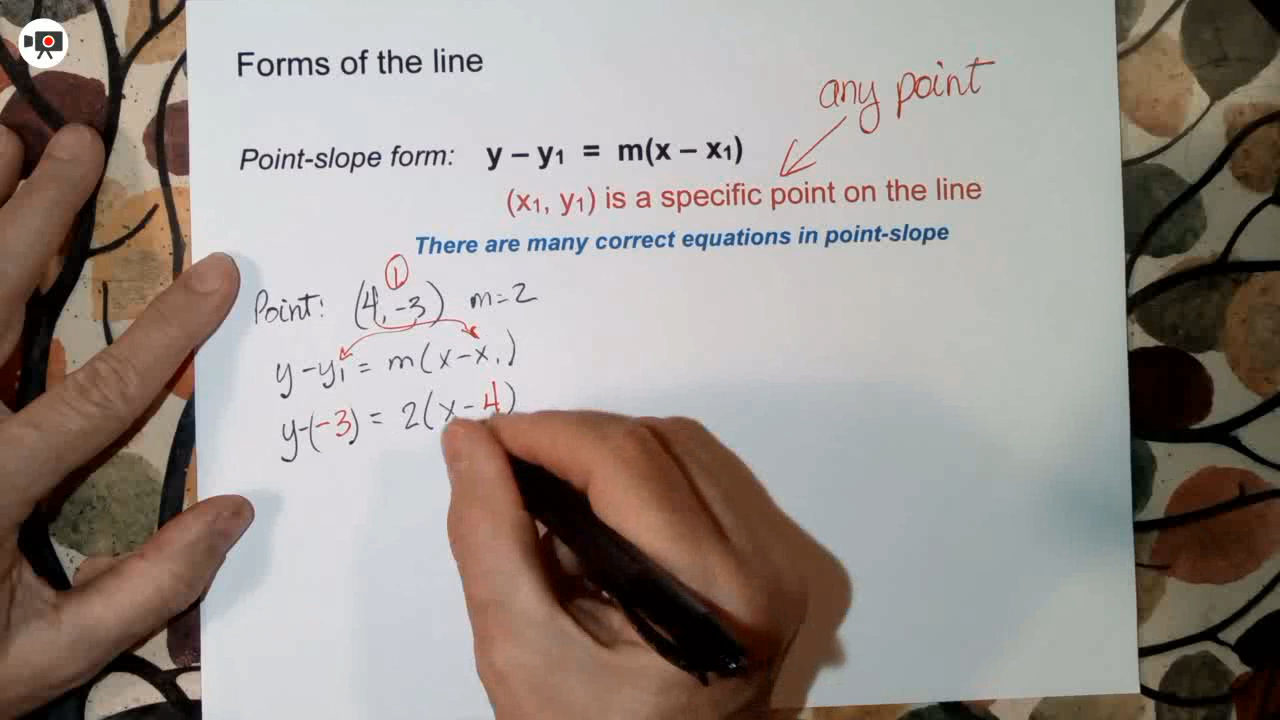 Forms of the line
any point
Point-slope form: y – y₁ = m(x – x₁)
(x₁, y₁) is a specific point on the line
There are many correct equations in point-slope
1
Point: (4, -3) m=2
y-y₁ = m(x-x₁)
y-(-3) = 2(x-4)